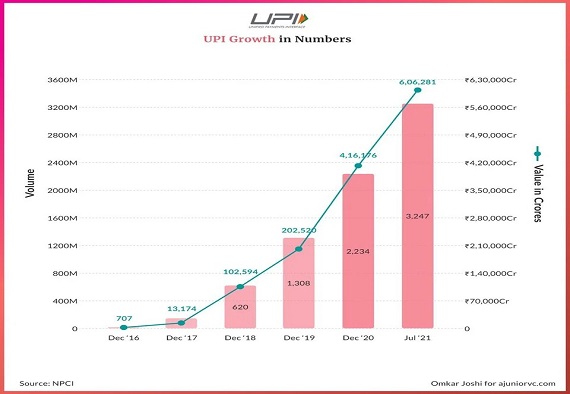 UPI
UNIFIED PAYMENTS INTERFACE
UPI Growth in Numbers
3600M
3200M
2800M
2400M
2000M
1600M
1200M
800M
400M
0
Volume
₹6,30,000Cr
₹5,60,000Cr
₹4,90,000Cr
₹4,20,000Cr
₹3,50,000Cr
₹2,80,000Cr
₹2,10,000Cr
₹1,40,000Cr
₹70,000Cr
0
Value in Crores
707
13,174
102,594
202,520
4,16,176
6,06,281
620
1,308
2,234
3,247
Dec '16
Dec '17
Dec '18
Dec '19
Dec '20
Jul '21
Source: NPCI
Omkar Joshi for ajuniorvc.com